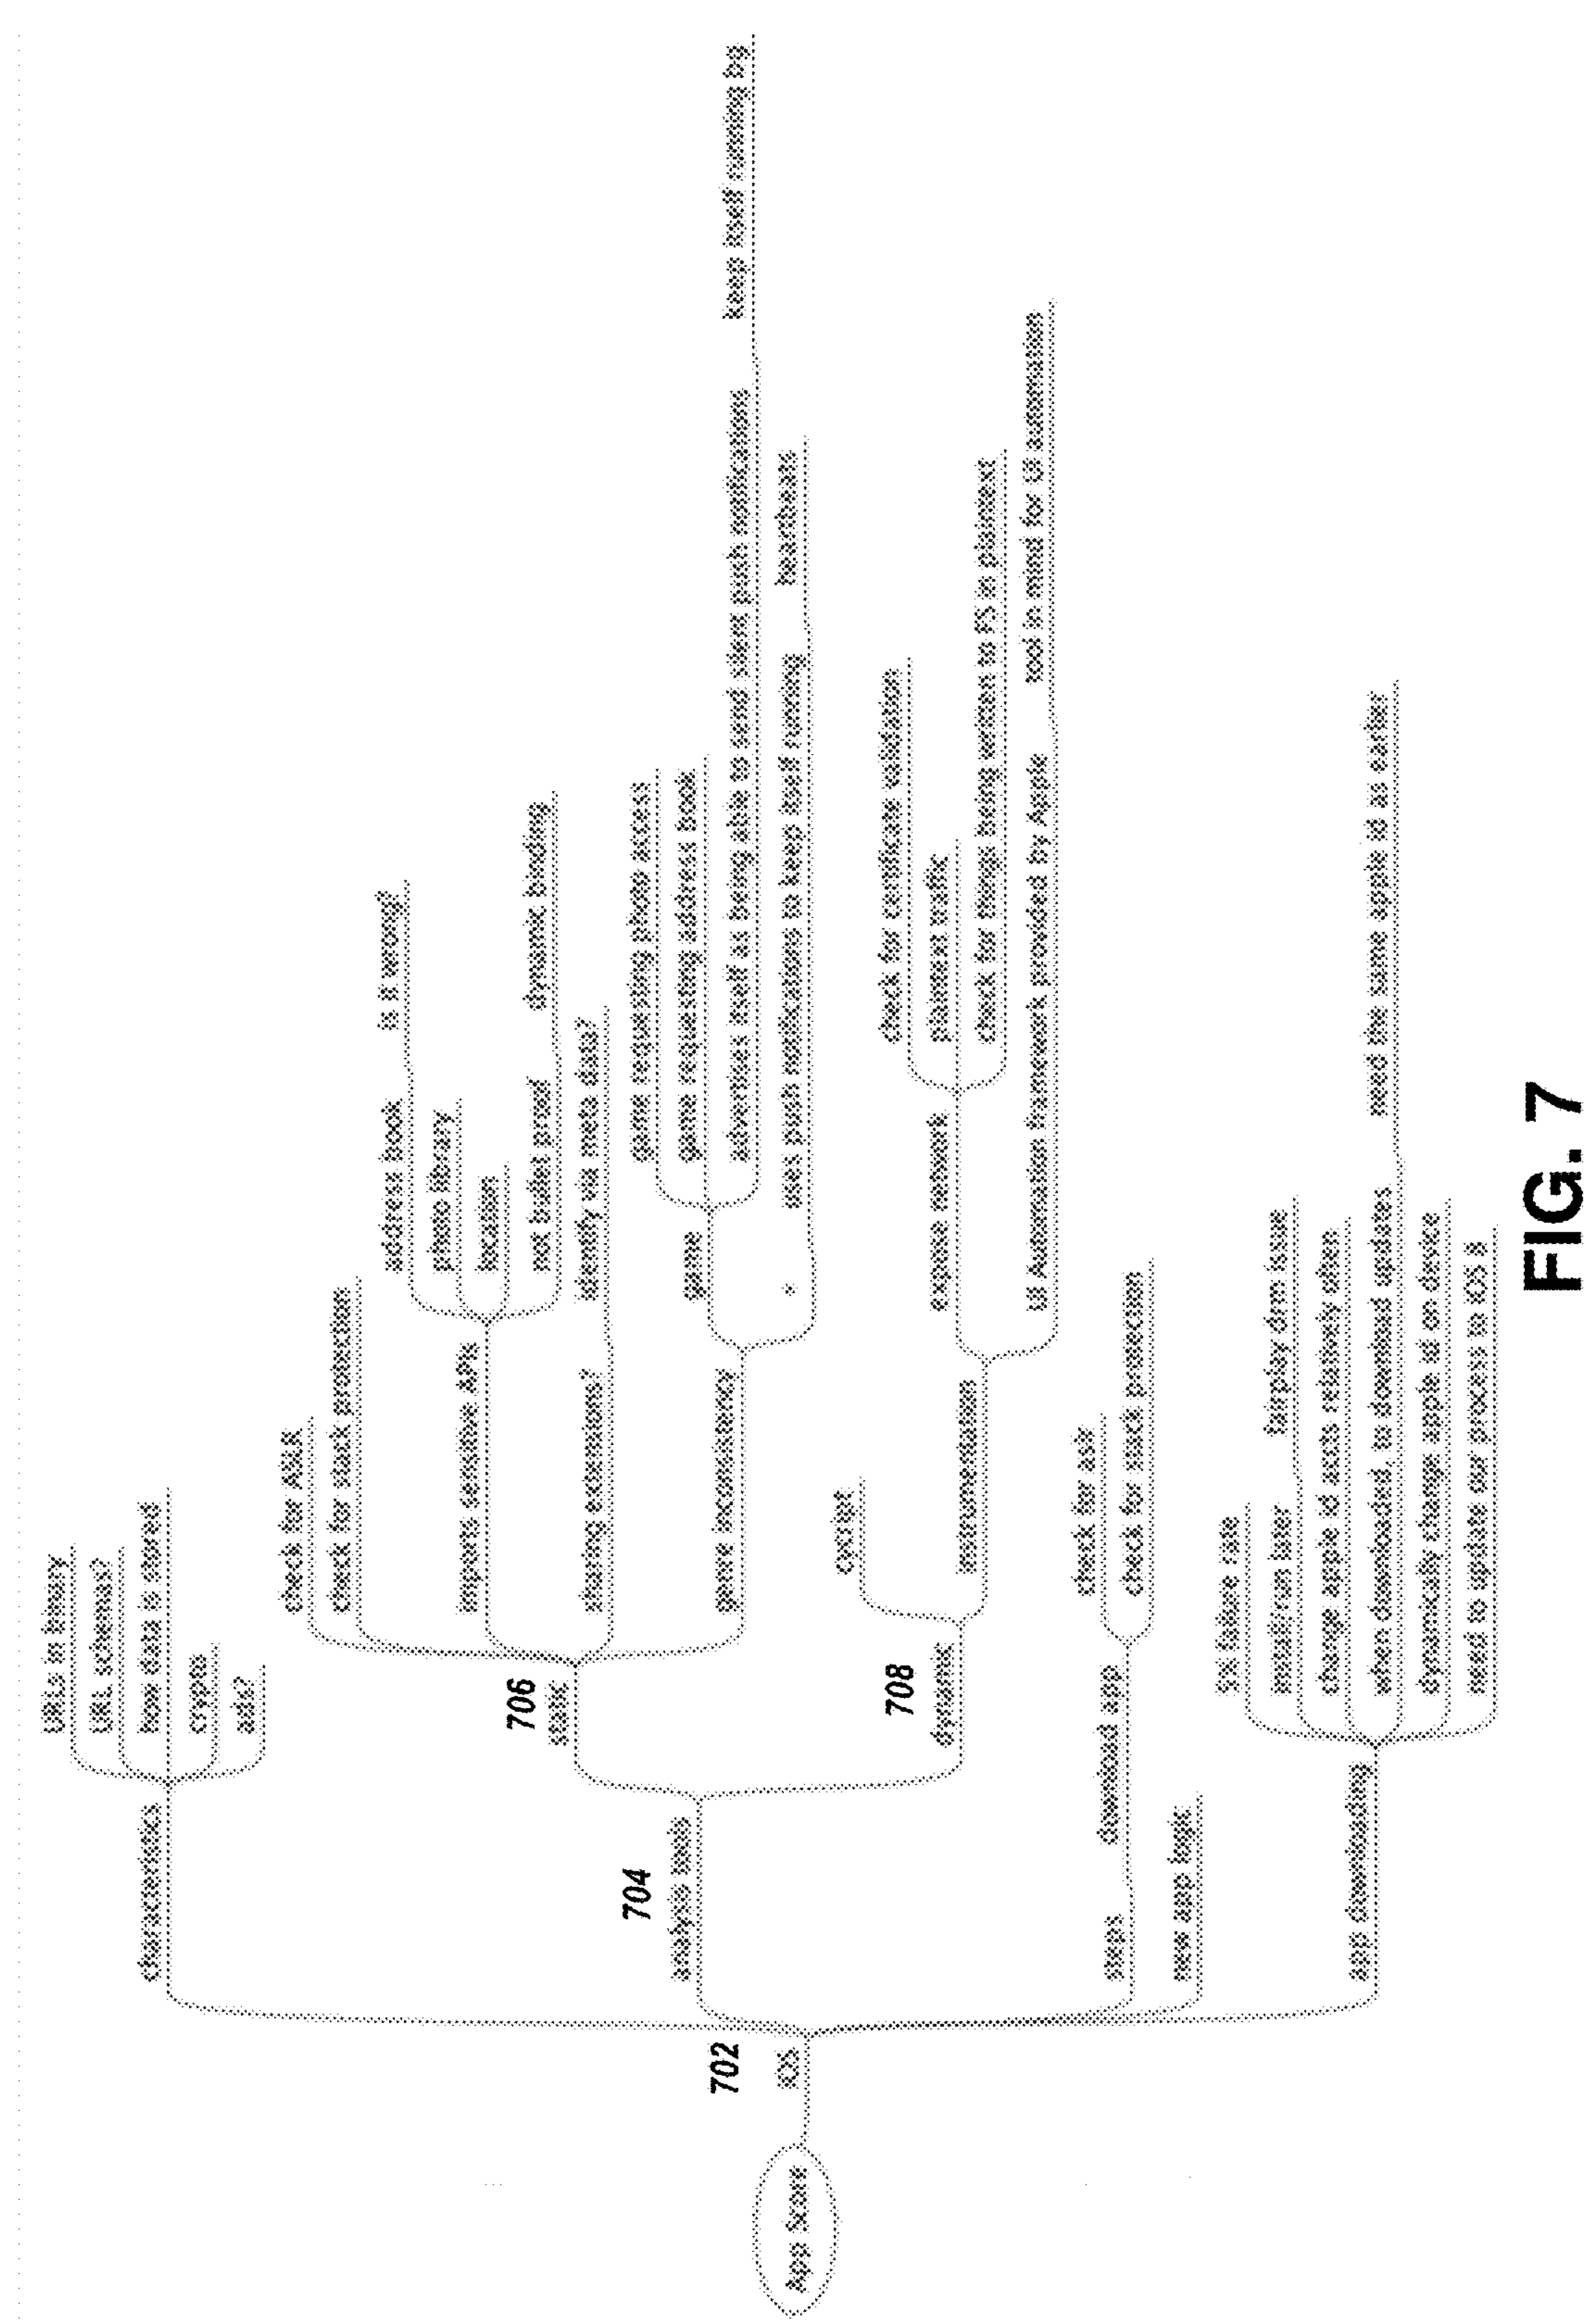 App Score
702
iOS
characteristics
URLs in binary
URL schemas?
how data is stored
crypto
asls?
704
analysis tools
706
static
check for ASLR
check for stack protection
imports sensitive APIs
address book
is it wrong?
photo library
location
not bullet proof
dynamic binding
sharing extensions?
identify via meta data?
genre inconsistency
game
game requesting photo access
game requesting address book
advertises itself as being able to send silent push notifications
keep itself running bg
*
uses push notifications to keep itself running
heartbeats
708
dynamic
cycript
instrumentation
expose network
check for certificate validation
plaintext traffic
check for things being written to FS in plaintext
UI Automation framework provided by Apple
tool in mind for UI automation
steps
download app
check for aslr
check for stack protection
new app logic
app downloading
5% failure rate
install/run later
fairplay drm issue
change apple id accts relatively often
when downloaded, to download updates
need the same apple id as earlier
dynamically change apple id on device
need to update our process to iOS 8
FIG. 7